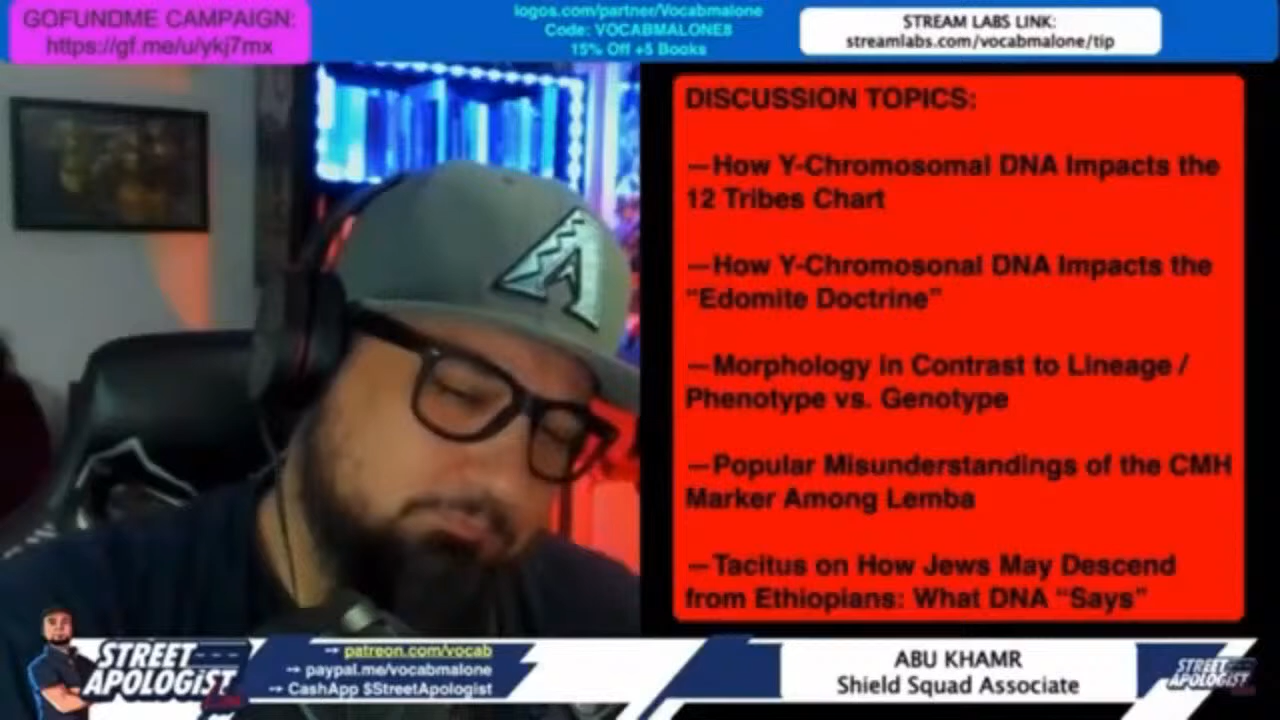 GOFUNDME CAMPAIGN:
https://gf.me/u/ykj7mx
logos.com/partner/Vocabmalone
Code: VOCABMALONE8
15% Off +5 Books
STREAM LABS LINK:
streamlabs.com/vocabmalone/tip
DISCUSSION TOPICS:
—How Y-Chromosomal DNA Impacts the
12 Tribes Chart
—How Y-Chromosonal DNA Impacts the
“Edomite Doctrine”
—Morphology in Contrast to Lineage /
Phenotype vs. Genotype
—Popular Misunderstandings of the CMH
Marker Among Lemba
—Tacitus on How Jews May Descend
from Ethiopians: What DNA “Says”
A
STREET
APOLOGIST
→ patreon.com/vocab
→ paypal.me/vocabmalone
→ CashApp $StreetApologist
ABU KHAMR
Shield Squad Associate
STREET
APOLOGIST